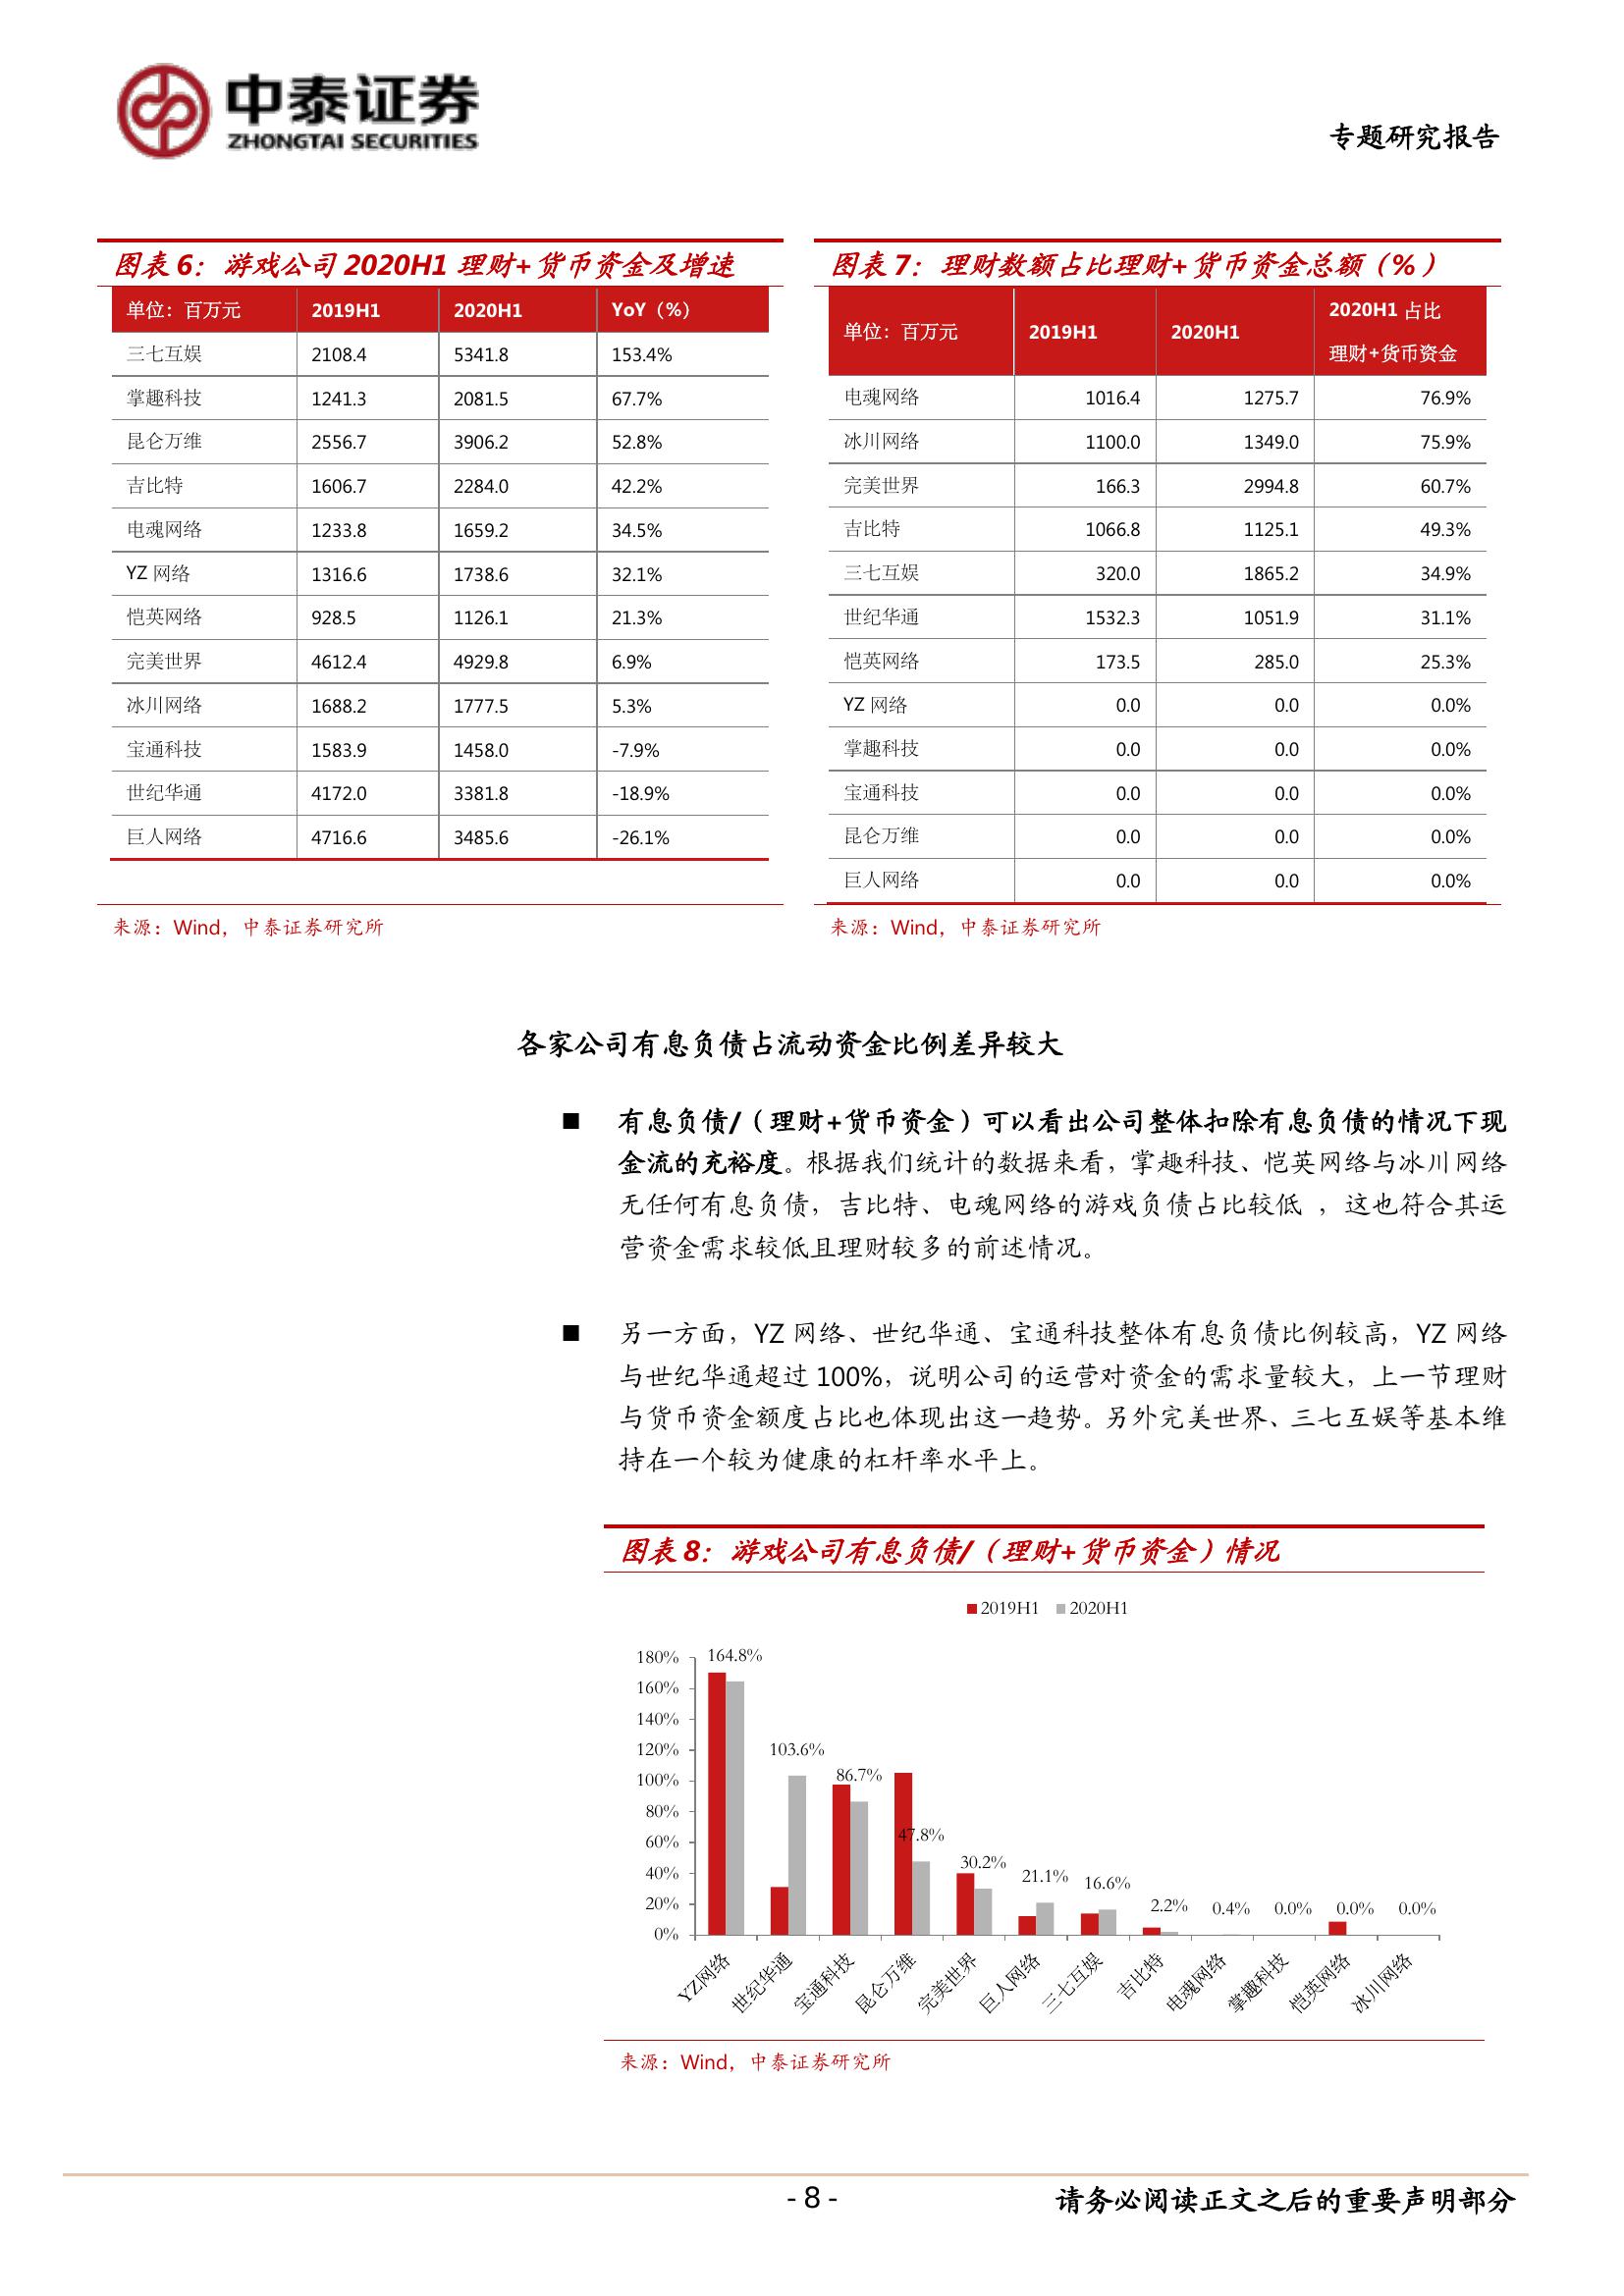 中泰证券
ZHONGTAI SECURITIES
专题研究报告
图表 6：游戏公司 2020H1 理财+货币资金及增速
单位：百万元 2019H1 2020H1 YoY（%）
三七互娱 2108.4 5341.8 153.4%
掌趣科技 1241.3 2081.5 67.7%
昆仑万维 2556.7 3906.2 52.8%
吉比特 1606.7 2284.0 42.2%
电魂网络 1233.8 1659.2 34.5%
YZ 网络 1316.6 1738.6 32.1%
恺英网络 928.5 1126.1 21.3%
完美世界 4612.4 4929.8 6.9%
冰川网络 1688.2 1777.5 5.3%
宝通科技 1583.9 1458.0 -7.9%
世纪华通 4172.0 3381.8 -18.9%
巨人网络 4716.6 3485.6 -26.1%
来源：Wind，中泰证券研究所
图表 7：理财数额占比理财+货币资金总额（%）
单位：百万元 2019H1 2020H1 2020H1 占比
理财+货币资金
电魂网络 1016.4 1275.7 76.9%
冰川网络 1100.0 1349.0 75.9%
完美世界 166.3 2994.8 60.7%
吉比特 1066.8 1125.1 49.3%
三七互娱 320.0 1865.2 34.9%
世纪华通 1532.3 1051.9 31.1%
恺英网络 173.5 285.0 25.3%
YZ 网络 0.0 0.0 0.0%
掌趣科技 0.0 0.0 0.0%
宝通科技 0.0 0.0 0.0%
昆仑万维 0.0 0.0 0.0%
巨人网络 0.0 0.0 0.0%
来源：Wind，中泰证券研究所
各家公司有息负债占流动资金比例差异较大
■ 有息负债/（理财+货币资金）可以看出公司整体扣除有息负债的情况下现
金流的充裕度。根据我们统计的数据来看，掌趣科技、恺英网络与冰川网络
无任何有息负债，吉比特、电魂网络的游戏负债占比较低 ，这也符合其运
营资金需求较低且理财较多的前述情况。
■ 另一方面，YZ 网络、世纪华通、宝通科技整体有息负债比例较高，YZ 网络
与世纪华通超过 100%，说明公司的运营对资金的需求量较大，上一节理财
与货币资金额度占比也体现出这一趋势。另外完美世界、三七互娱等基本维
持在一个较为健康的杠杆率水平上。
图表 8：游戏公司有息负债/（理财+货币资金）情况
2019H1 2020H1
180%
160%
140%
120%
100%
80%
60%
40%
20%
0%
164.8%
103.6%
86.7%
47.8%
30.2%
21.1%
16.6%
2.2%
0.4%
0.0%
0.0%
0.0%
YZ网络
世纪华通
宝通科技
昆仑万维
完美世界
巨人网络
三七互娱
吉比特
电魂网络
掌趣科技
恺英网络
冰川网络
来源：Wind，中泰证券研究所
- 8 -
请务必阅读正文之后的重要声明部分